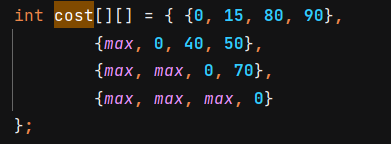 int cost[][] = { {0, 15, 80, 90},
{max, 0, 40, 50},
{max, max, 0, 70},
{max, max, max, 0}
};